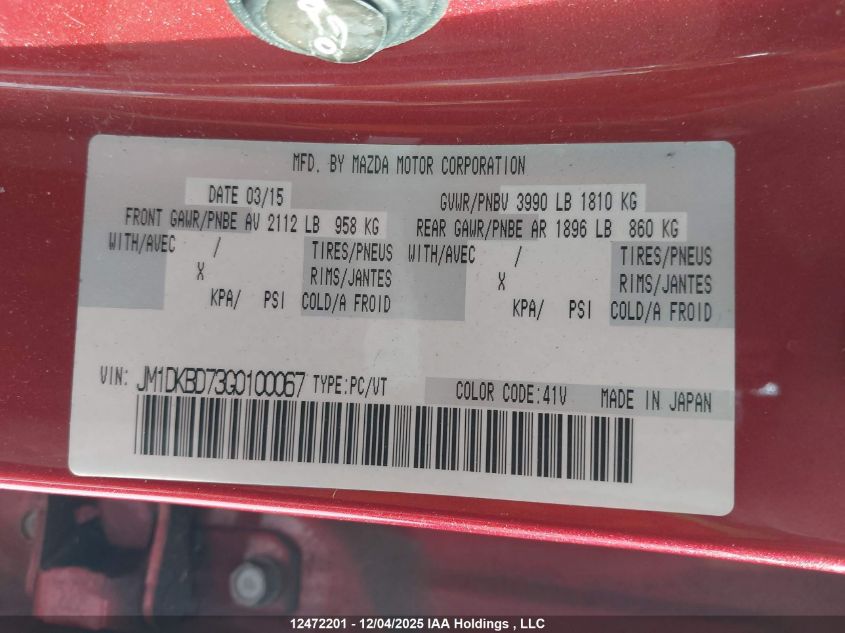 MFD. BY MAZDA MOTOR CORPORATION
DATE 03/15 GVWR/PNBV 3990 LB 1810 KG
FRONT GAWR/PNBE AV 2112 LB 958 KG REAR GAWR/PNBE AR 1896 LB 860 KG
WITH/AVEC / TIRES/PNEUS WITH/AVEC / TIRES/PNEUS
X RIMS/JANTES X RIMS/JANTES
KPA/ PSI COLD/A FROID KPA/ PSI COLD/A FROID
VIN: JM1DKBD73G0100067 TYPE:PC/VT COLOR CODE:41V MADE IN JAPAN
12472201 - 12/04/2025 IAA Holdings , LLC